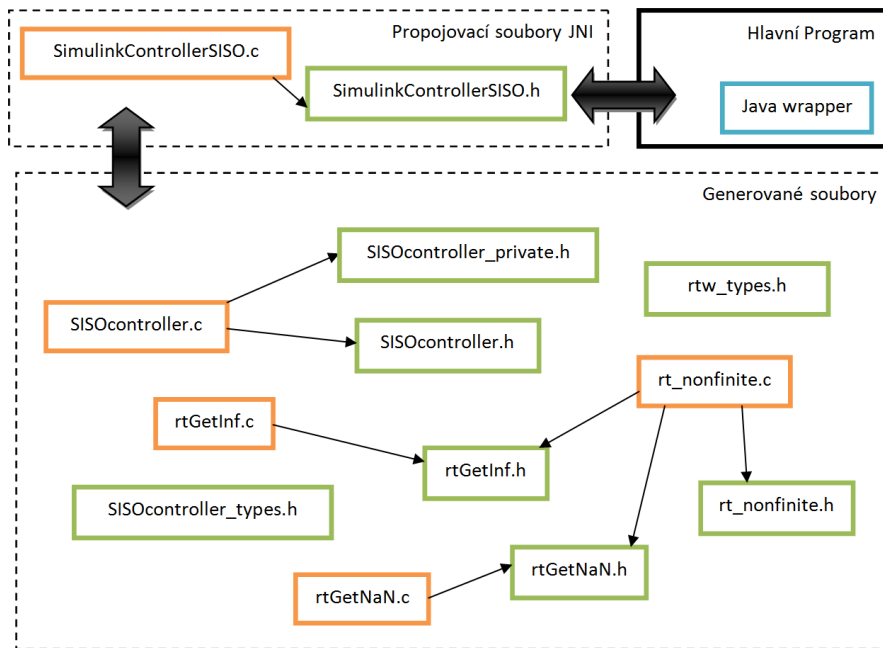 Propojovací soubory JNI
SimulinkControllerSISO.c
SimulinkControllerSISO.h
Hlavní Program
Java wrapper
Generované soubory
SISOcontroller_private.h
rtw_types.h
SISOcontroller.c
SISOcontroller.h
rt_nonfinite.c
rtGetInf.c
rtGetInf.h
SISOcontroller_types.h
rt_nonfinite.h
rtGetNaN.h
rtGetNaN.c